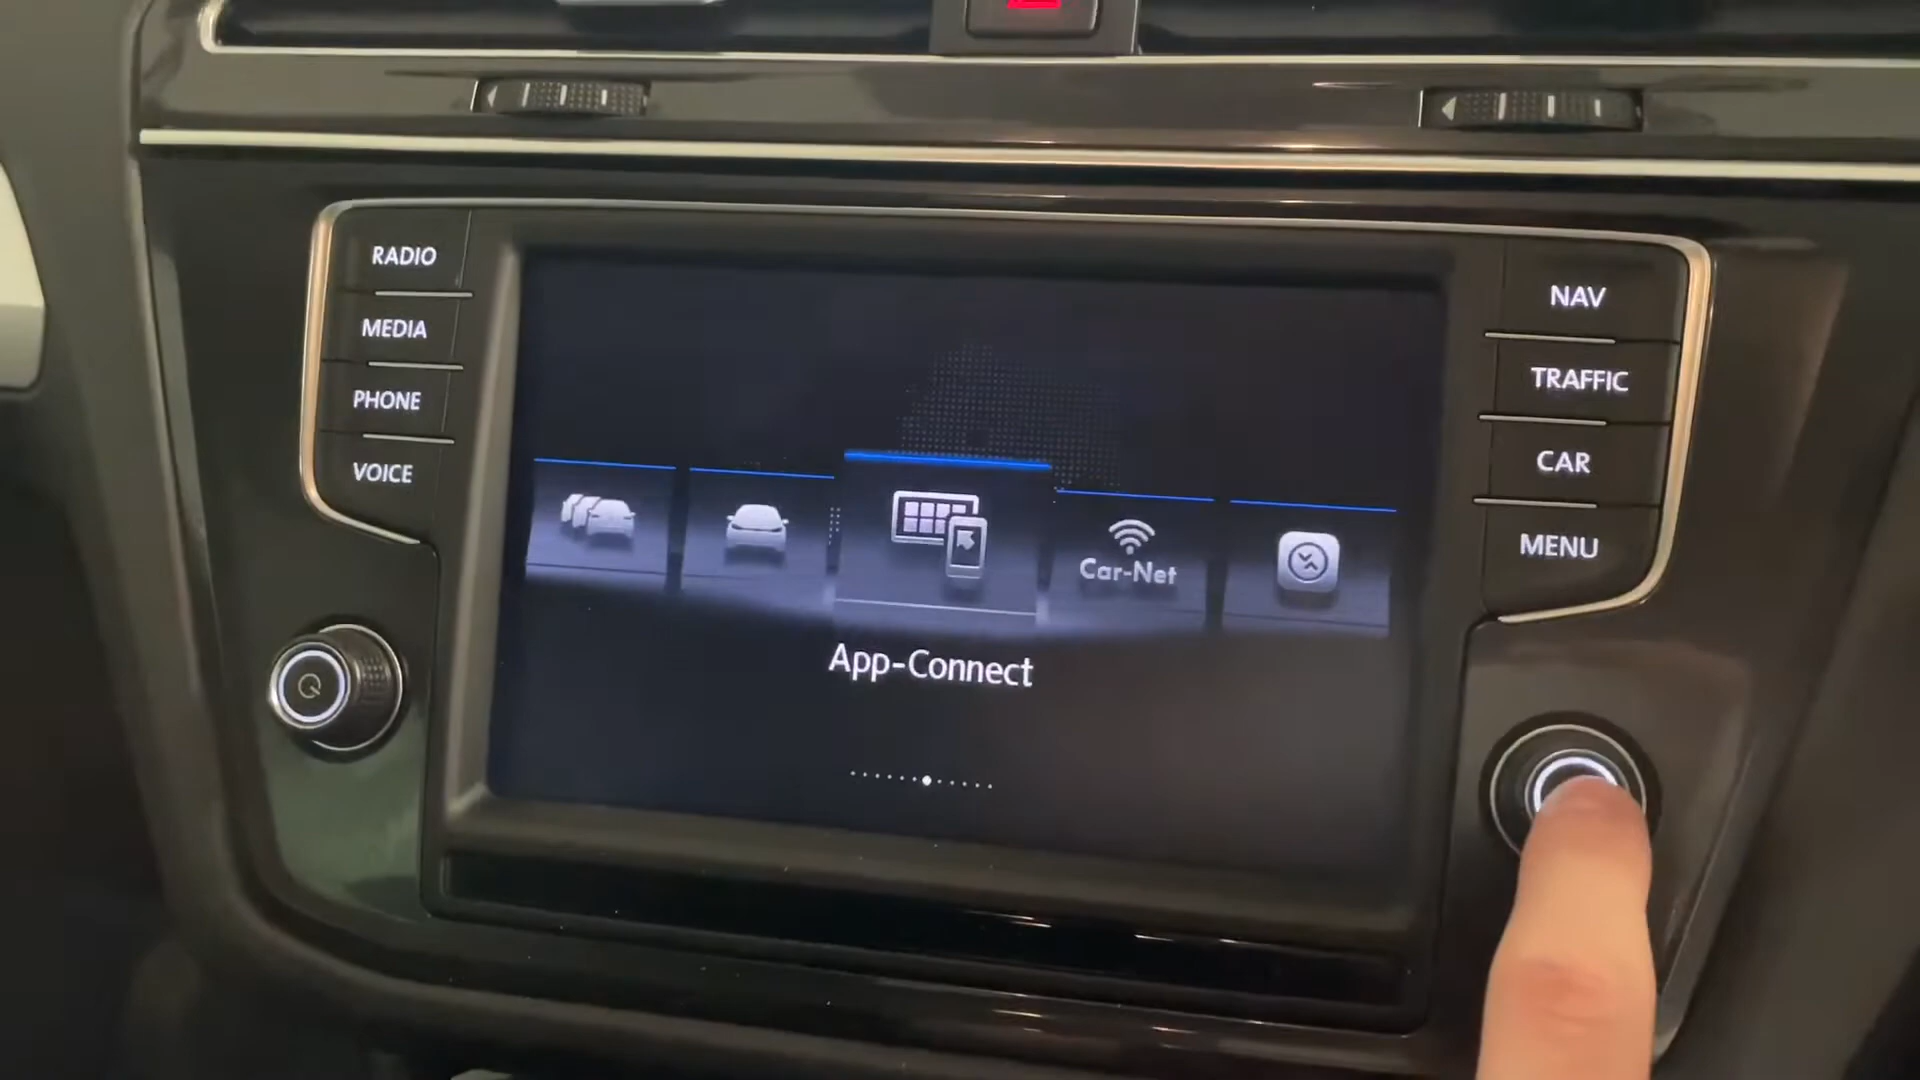 RADIO
MEDIA
PHONE
VOICE
Car-Net
App-Connect
NAV
TRAFFIC
CAR
MENU